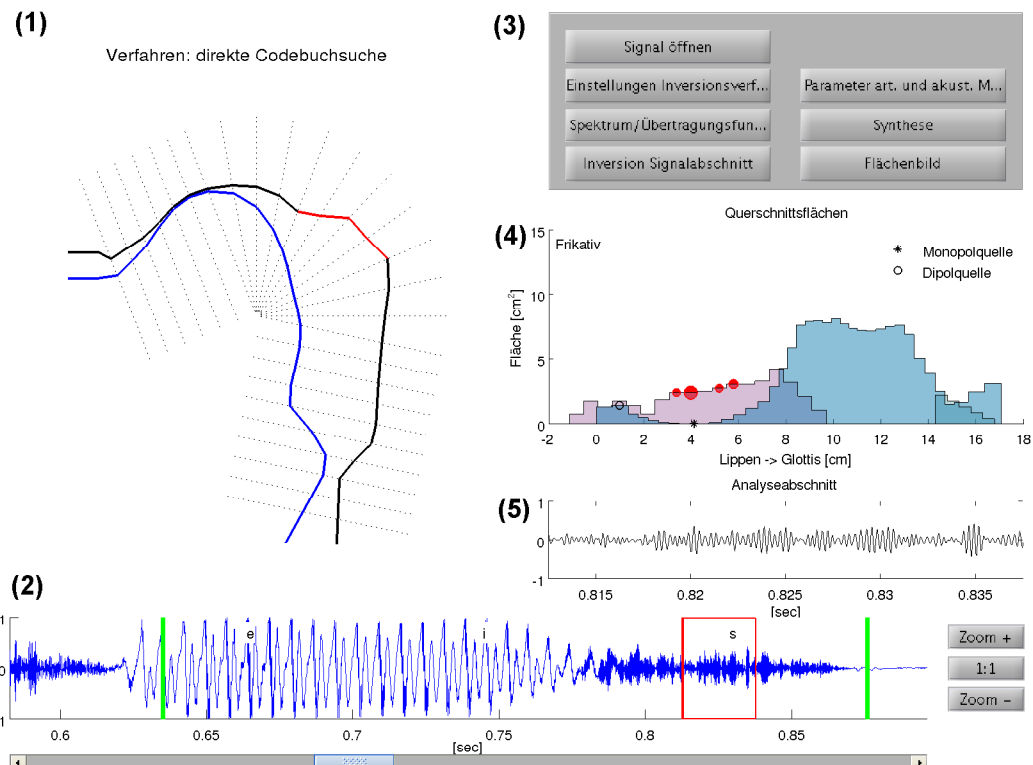 (1)
Verfahren: direkte Codebuchsuche
(3)
Signal öffnen
Einstellungen Inversionsverf...
Parameter art. und akust. M...
Spektrum/Übertragungsfun...
Synthese
Inversion Signalabschnitt
Flächenbild
(4)
Querschnittsflächen
Frikativ
Monopolquelle
Dipolquelle
Fläche [cm²]
15
10
5
0
-2 0 2 4 6 8 10 12 14 16 18
Lippen -> Glottis [cm]
(5)
Analyseabschnitt
1
0
-1
0.815 0.82 0.825 0.83 0.835
[sec]
(2)
1
0
1
e i s
0.6 0.65 0.7 0.75 0.8 0.85
[sec]
Zoom +
1:1
Zoom -